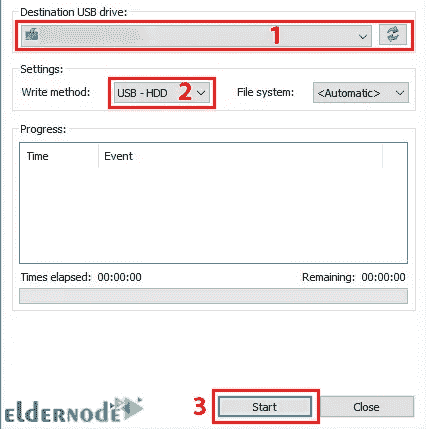 Destination USB drive:
1
Settings:
Write method: USB - HDD 2 File system: <Automatic>
Progress:
Time Event
Times elapsed: 00:00:00 Remaining: 00:00:00
3 Start Close
eLDERNODE